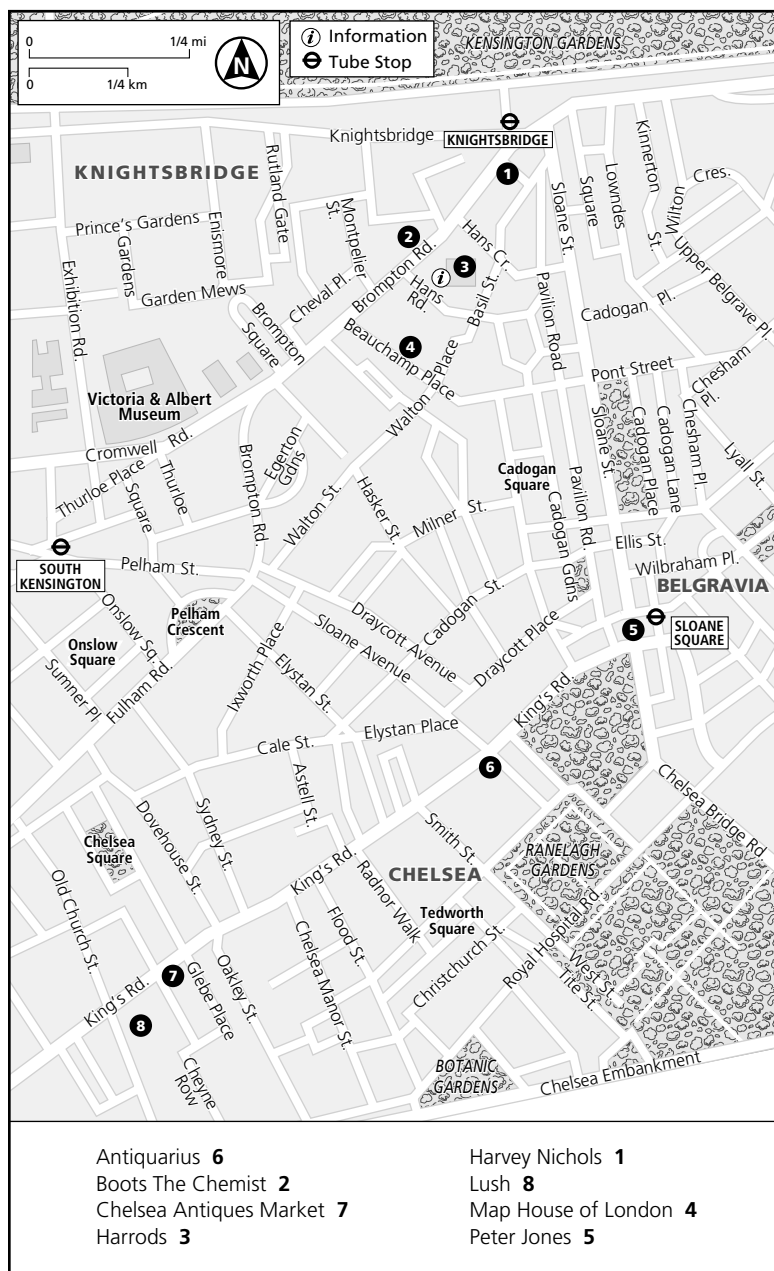 0 1/4 mi
0 1/4 km
N
Information
Tube Stop
KENSINGTON GARDENS
Knightsbridge
KNIGHTSBRIDGE
KNIGHTSBRIDGE
1
Prince's Gardens
Gardens
Enismore
Rutland Gate
Montpelier
St.
2
Brompton Rd.
Hans Cr.
3
Hans
Rd.
Basil St.
Sloane St.
Square
Lowndes
Kinnerton
St.
Wilton
Cres.
Upper Belgrave Pl.
Exhibition Rd.
Garden Mews
Cheval Pl.
Brompton
Square
4
Beauchamp Place
Walton Place
Pavilion Road
Cadogan Pl.
Pont Street
Chesham
Pl.
Victoria & Albert
Museum
Cromwell Rd.
Thurloe Place
Thurloe
Square
Brompton Rd.
Egerton
Gdns
Walton St.
Hasker St.
Milner St.
Cadogan
Square
Cadogan Gdns
Pavilion Rd.
Sloane St.
Cadogan Place
Cadogan Lane
Chesham Pl.
Lyall St.
Ellis St.
Wilbraham Pl.
BELGRAVIA
SOUTH
KENSINGTON
Pelham St.
Onslow Sq.
Pelham
Crescent
Onslow
Square
Sumner Pl
Fulham Rd.
Ixworth Place
Elystan St.
Sloane Avenue
Draycott Avenue
Cadogan St.
Draycott Place
5
SLOANE
SQUARE
King's Rd.
Cale St.
Elystan Place
6
Astell St.
Sydney St.
Dovehouse St.
Chelsea
Square
Old Church St.
King's Rd.
Smith St.
CHELSEA
RANELAGH
GARDENS
Chelsea Bridge Rd
Radnor Walk
Tedworth
Square
Flood St.
Chelsea Manor St.
Christchurch St.
Royal Hospital Rd.
West St.
Tite St.
7
King's Rd.
Glebe Place
Oakley St.
8
Cheyne
Row
BOTANIC
GARDENS
Chelsea Embankment
Antiquarius 6
Boots The Chemist 2
Chelsea Antiques Market 7
Harrods 3
Harvey Nichols 1
Lush 8
Map House of London 4
Peter Jones 5